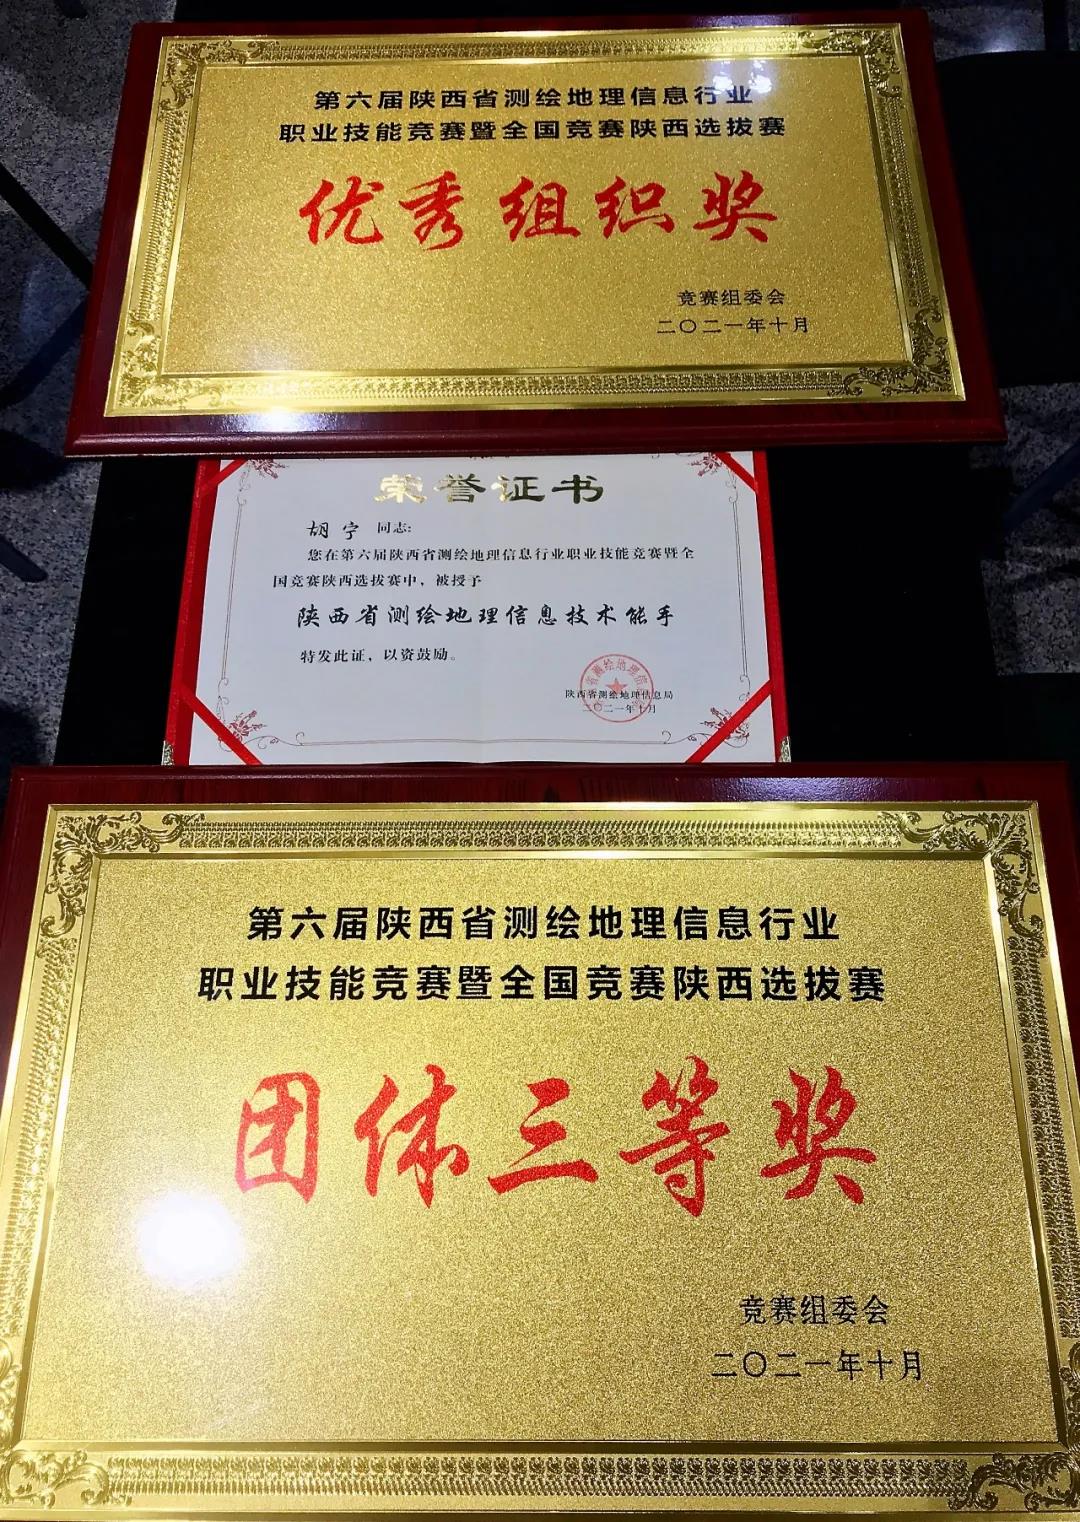 第六届陕西省测绘地理信息行业
职业技能竞赛暨全国竞赛陕西选拔赛
优秀组织奖
竞赛组委会
二〇二一年十月
荣誉证书
胡宁 同志:
您在第六届陕西省测绘地理信息行业职业技能竞赛暨全
国竞赛陕西选拔赛中，被授予
陕西省测绘地理信息技术能手
特发此证，以资鼓励。
陕西省测绘地理信息局
二〇二一年十月
第六届陕西省测绘地理信息行业
职业技能竞赛暨全国竞赛陕西选拔赛
团体三等奖
竞赛组委会
二〇二一年十月